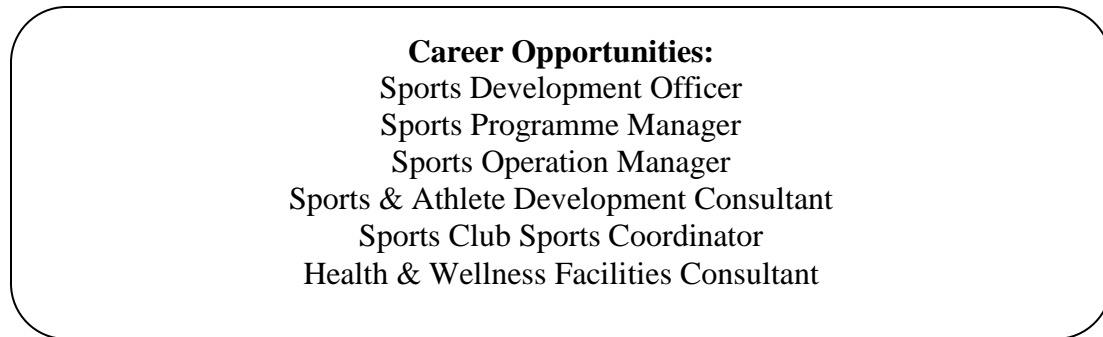 Career Opportunities:
Sports Development Officer
Sports Programme Manager
Sports Operation Manager
Sports & Athlete Development Consultant
Sports Club Sports Coordinator
Health & Wellness Facilities Consultant